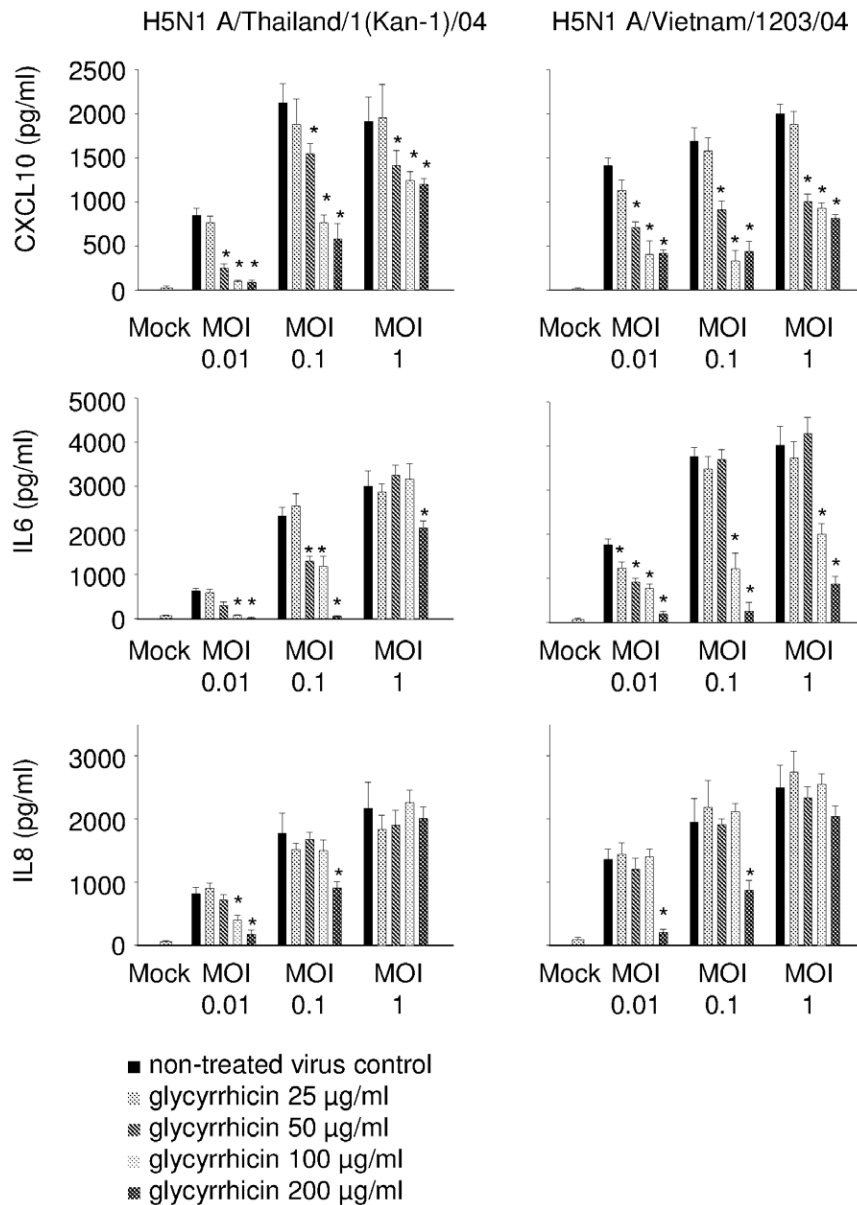 H5N1 A/Thailand/1(Kan-1)/04
H5N1 A/Vietnam/1203/04
CXCL10 (pg/ml)
2500
2000
1500
1000
500
0
* * * * * * * * * *
* * * * * * * * *
Mock MOI 0.01 MOI 0.1 MOI 1
Mock MOI 0.01 MOI 0.1 MOI 1
IL6 (pg/ml)
5000
4000
3000
2000
1000
0
* * * * * *
* * * * * * * *
Mock MOI 0.01 MOI 0.1 MOI 1
Mock MOI 0.01 MOI 0.1 MOI 1
IL8 (pg/ml)
3000
2000
1000
0
* * *
* *
Mock MOI 0.01 MOI 0.1 MOI 1
Mock MOI 0.01 MOI 0.1 MOI 1
non-treated virus control
glycyrrhicin 25 µg/ml
glycyrrhicin 50 µg/ml
glycyrrhicin 100 µg/ml
glycyrrhicin 200 µg/ml